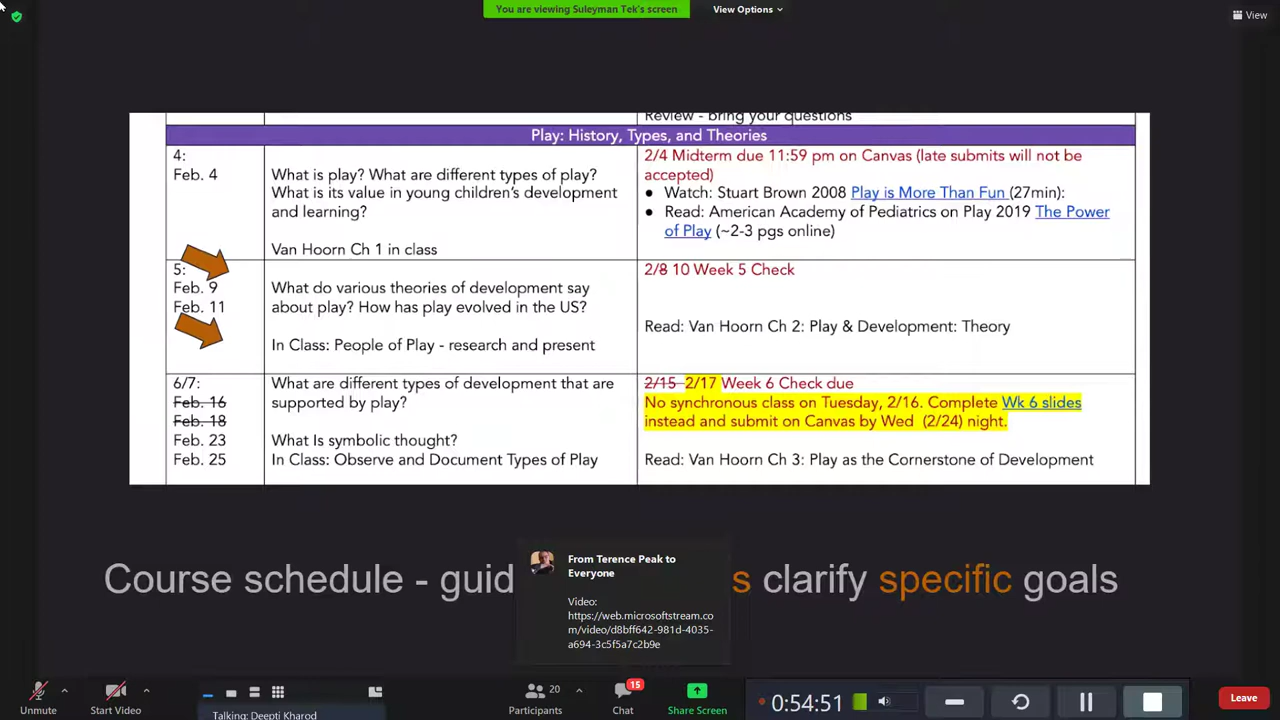 You are viewing Suleyman Tek's screen
View Options
View
Review - bring your questions
Play: History, Types, and Theories
4:
Feb. 4
What is play? What are different types of play?
What is its value in young children's development
and learning?
Van Hoorn Ch 1 in class
2/4 Midterm due 11:59 pm on Canvas (late submits will not be
accepted)
● Watch: Stuart Brown 2008 Play is More Than Fun (27min):
● Read: American Academy of Pediatrics on Play 2019 The Power
of Play (~2-3 pgs online)
5:
Feb. 9
Feb. 11
What do various theories of development say
about play? How has play evolved in the US?
In Class: People of Play - research and present
2/8 10 Week 5 Check
Read: Van Hoorn Ch 2: Play & Development: Theory
6/7:
Feb. 16
Feb. 18
Feb. 23
Feb. 25
What are different types of development that are
supported by play?
What Is symbolic thought?
In Class: Observe and Document Types of Play
2/15 2/17 Week 6 Check due
No synchronous class on Tuesday, 2/16. Complete Wk 6 slides
instead and submit on Canvas by Wed (2/24) night.
Read: Van Hoorn Ch 3: Play as the Cornerstone of Development
Course schedule - guid s clarify specific goals
From Terence Peak to
Everyone
Video:
https://web.microsoftstream.co
m/video/d8bff642-981d-4035-
a694-3c5f5a7c2b9e
Unmute
Start Video
Talking: Deepti Kharod
20
Participants
15
Chat
Share Screen
0:54:51
Leave